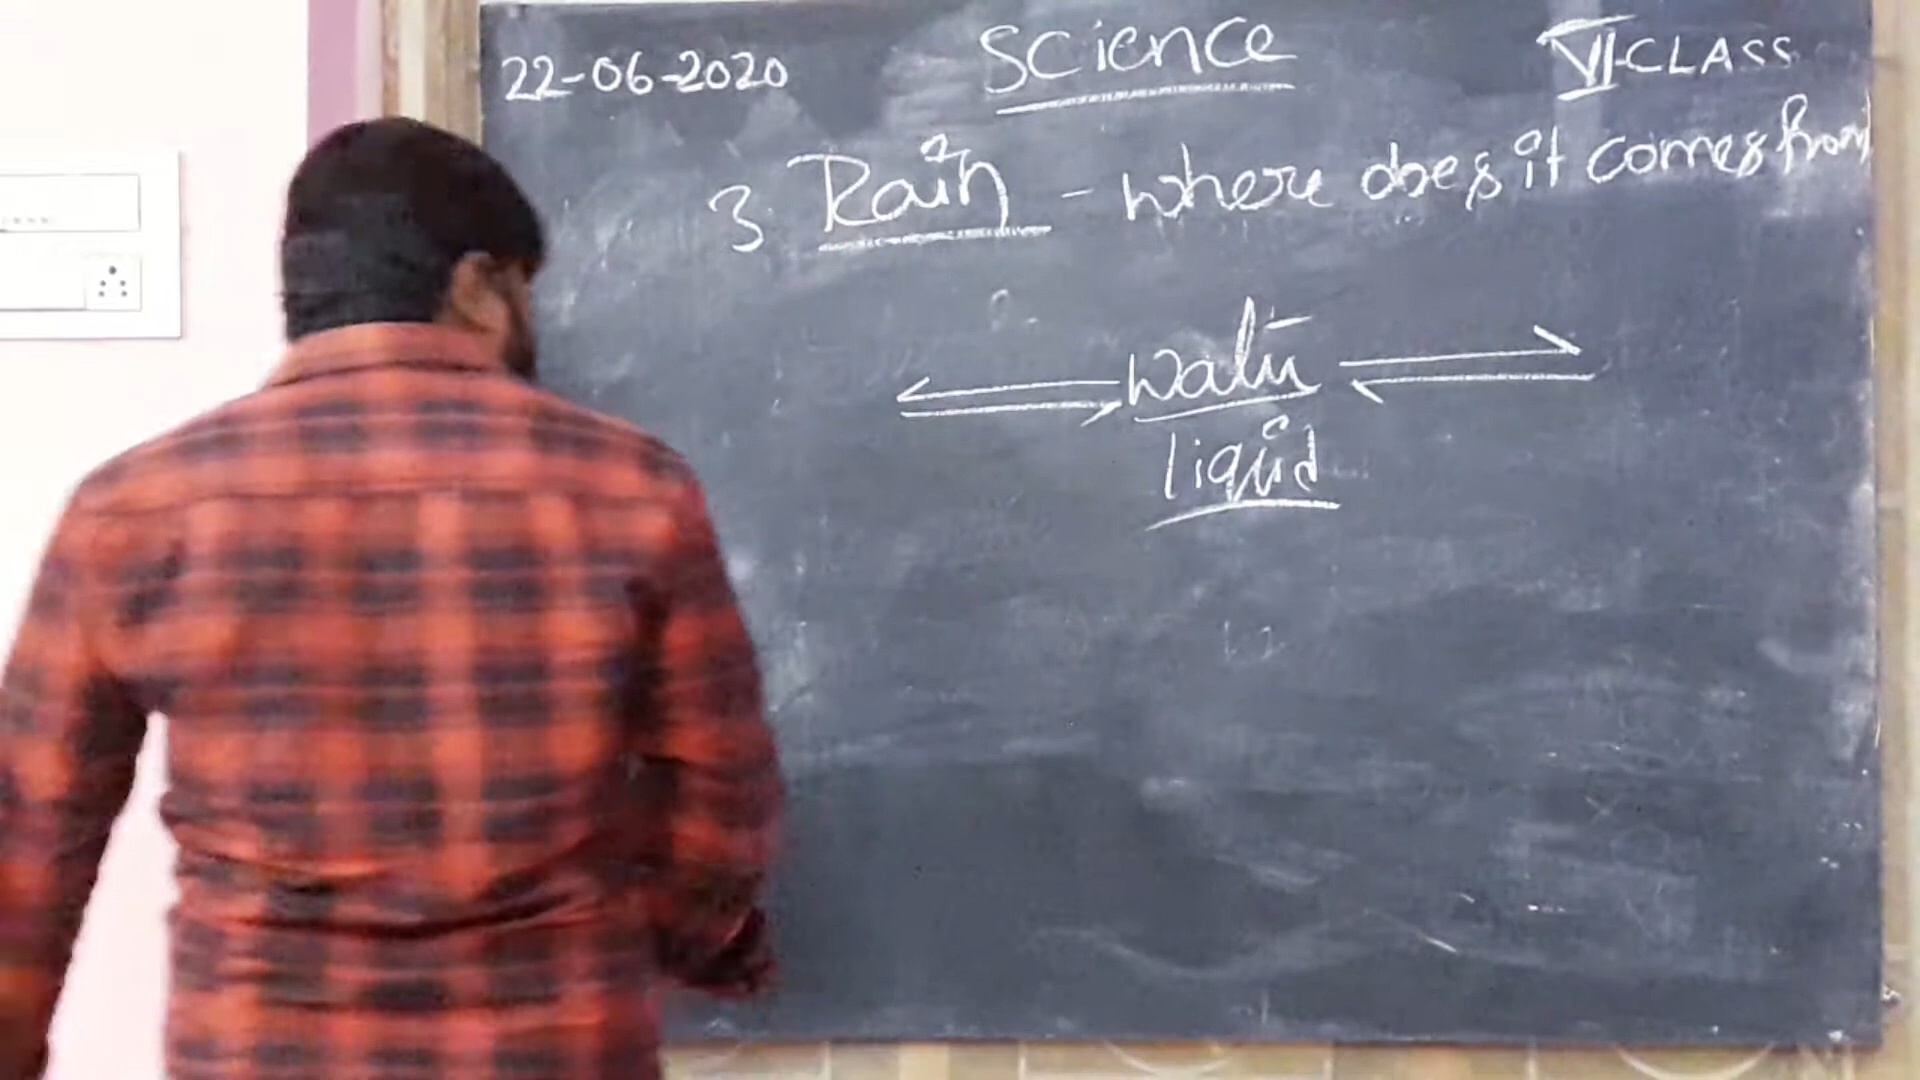 22-06-2020 Science VI-CLASS
3. Rain - where does it comes from
water
liquid